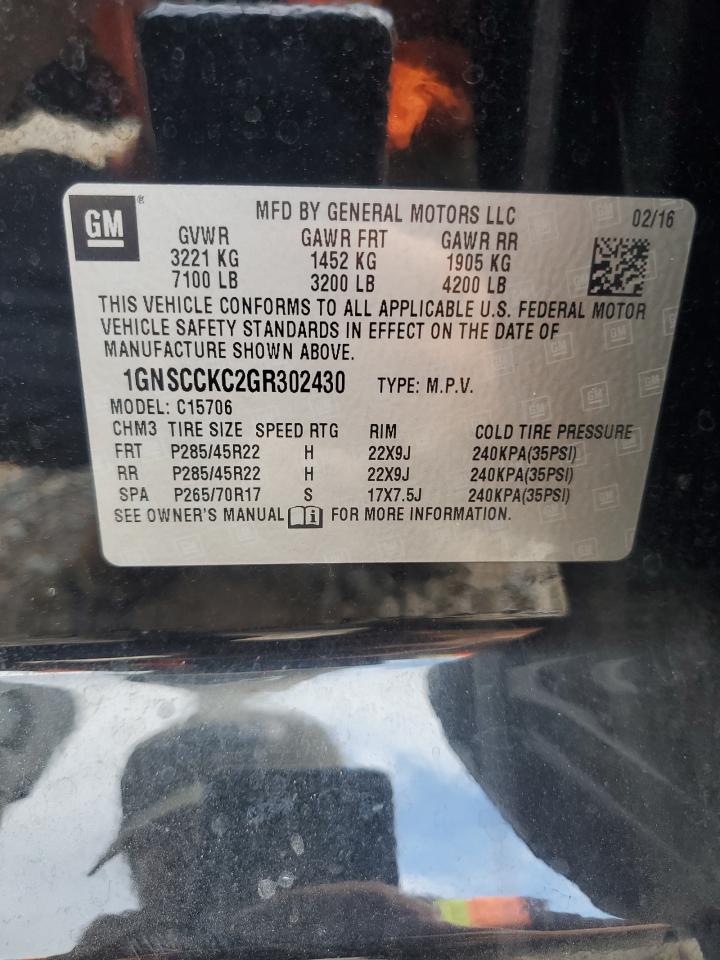 GM ®
MFD BY GENERAL MOTORS LLC 02/16
GVWR GAWR FRT GAWR RR
3221 KG 1452 KG 1905 KG
7100 LB 3200 LB 4200 LB
THIS VEHICLE CONFORMS TO ALL APPLICABLE U.S. FEDERAL MOTOR
VEHICLE SAFETY STANDARDS IN EFFECT ON THE DATE OF
MANUFACTURE SHOWN ABOVE.
1GNSCCKC2GR302430 TYPE: M.P.V.
MODEL: C15706
CHM3 TIRE SIZE SPEED RTG RIM COLD TIRE PRESSURE
FRT P285/45R22 H 22X9J 240KPA(35PSI)
RR P285/45R22 H 22X9J 240KPA(35PSI)
SPA P265/70R17 S 17X7.5J 240KPA(35PSI)
SEE OWNER'S MANUAL i FOR MORE INFORMATION.